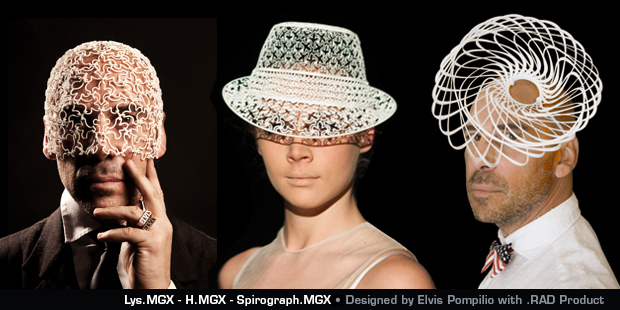 Lys.MGX - H.MGX - Spirograph.MGX • Designed by Elvis Pompilio with .RAD Product